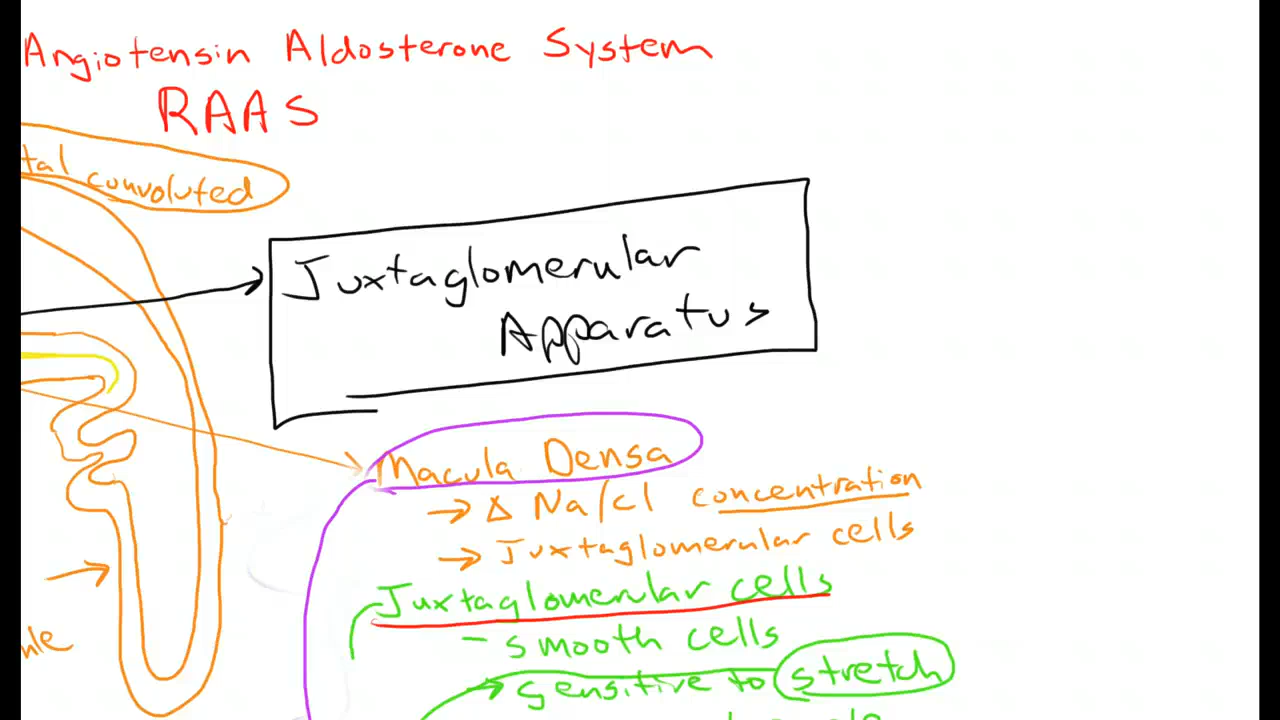 Angiotensin Aldosterone System
RAAS
tal convoluted
Juxtaglomerular
Apparatus
Macula Densa
→ Δ Na/Cl concentration
→ Juxtaglomerular cells
Juxtaglomerular cells
- smooth cells
→ sensitive to stretch